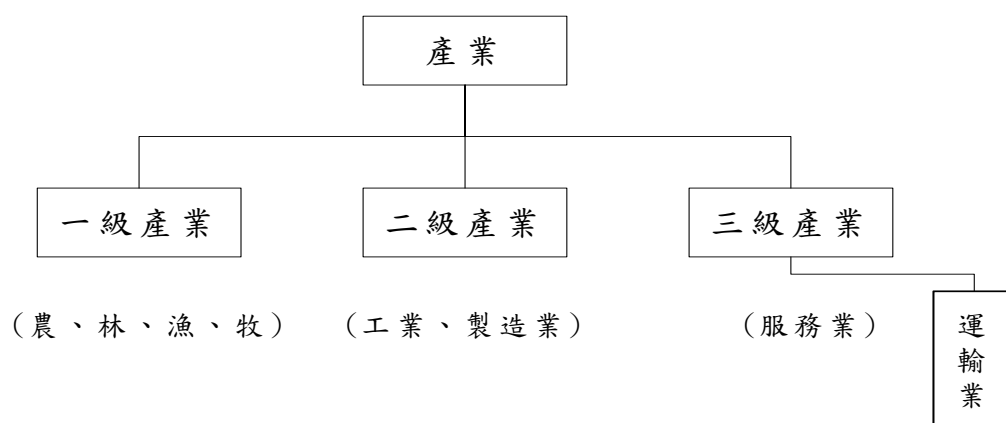 產業
一級產業
二級產業
三級產業
（農、林、漁、牧）
（工業、製造業）
（服務業）
運輸業